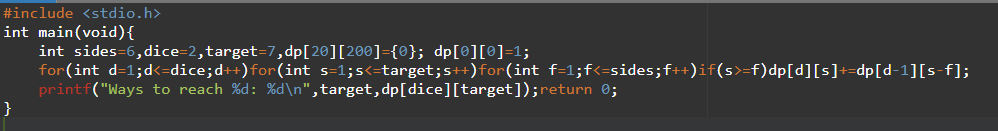 #include <stdio.h>
int main(void){
    int sides=6,dice=2,target=7,dp[20][200]={0}; dp[0][0]=1;
    for(int d=1;d<=dice;d++)for(int s=1;s<=target;s++)for(int f=1;f<=sides;f++)if(s>=f)dp[d][s]+=dp[d-1][s-f];
    printf("Ways to reach %d: %d\n",target,dp[dice][target]);return 0;
}